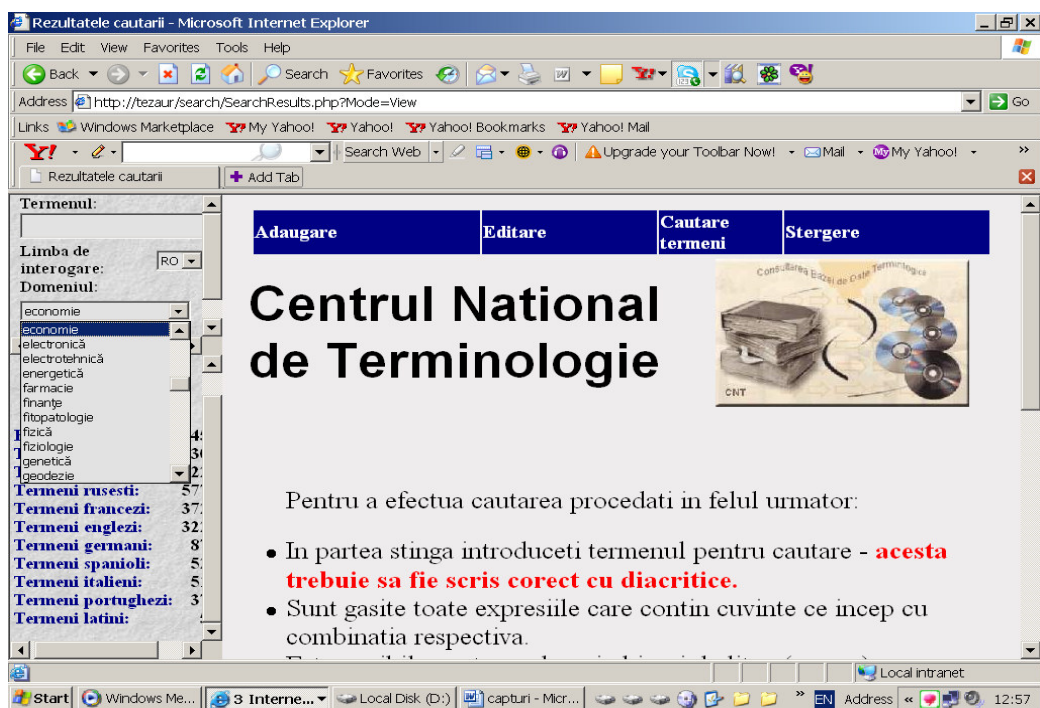 Rezultatele cautarii - Microsoft Internet Explorer
File Edit View Favorites Tools Help
Back Search Favorites
Address http://tezaur/search/SearchResults.php?Mode=View Go
Links Windows Marketplace My Yahoo! Yahoo! Yahoo! Bookmarks Yahoo! Mail
Y! Search Web Upgrade your Toolbar Now! Mail My Yahoo! »
Rezultatele cautarii Add Tab
Termenul:
Limba de
interogare: RO
Domeniul:
economie
economie
electronică
electrotehnică
energetică
farmacie
finanțe
fitopatologie
fizică
fiziologie
genetică
geodezie
Termeni rusesti: 57
Termeni francezi: 37
Termeni englezi: 32
Termeni germani: 8
Termeni spanioli: 5
Termeni italieni: 5
Termeni portughezi: 3
Termeni latini:
Adaugare Editare Cautare termeni Stergere
Centrul National
de Terminologie
Consultarea Bazei de Date Terminologice
CNT
Pentru a efectua cautarea procedati in felul urmator:
• In partea stinga introduceti termenul pentru cautare - acesta
trebuie sa fie scris corect cu diacritice.
• Sunt gasite toate expresiile care contin cuvinte ce incep cu
combinatia respectiva.
Local intranet
Start Windows Me... 3 Interne... Local Disk (D:) capturi - Micr... » EN Address « 12:57